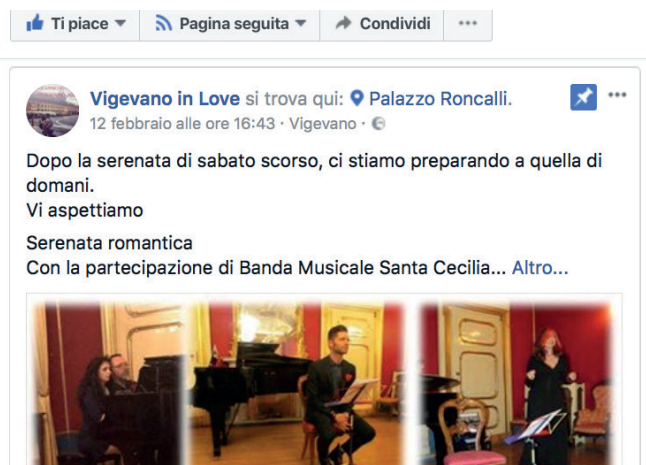 Ti piace Pagina seguita Condividi
Vigevano in Love si trova qui: Palazzo Roncalli.
12 febbraio alle ore 16:43 · Vigevano ·
Dopo la serenata di sabato scorso, ci stiamo preparando a quella di
domani.
Vi aspettiamo
Serenata romantica
Con la partecipazione di Banda Musicale Santa Cecilia... Altro...